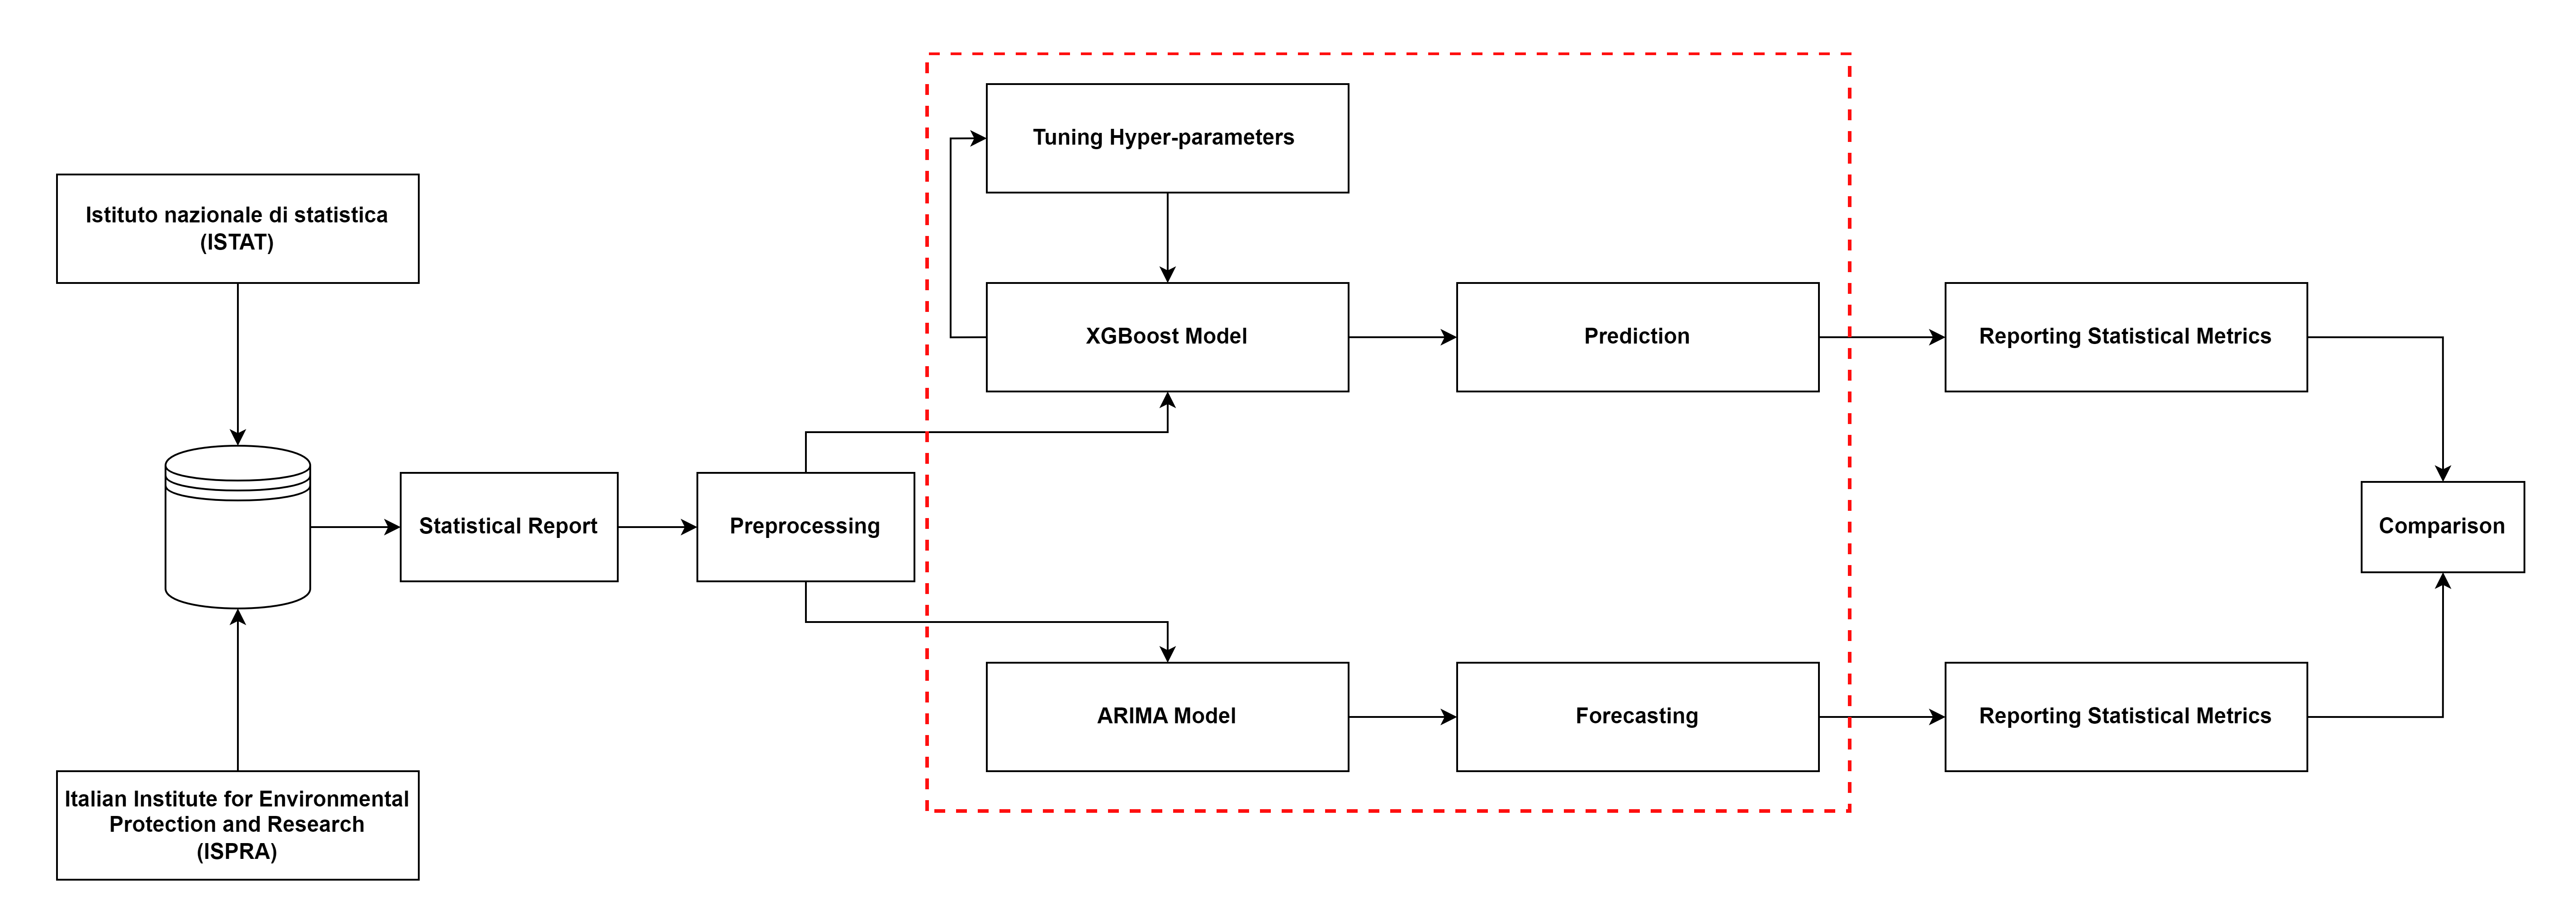 Istituto nazionale di statistica
(ISTAT)
Italian Institute for Environmental
Protection and Research
(ISPRA)
Statistical Report
Preprocessing
Tuning Hyper-parameters
XGBoost Model
Prediction
Reporting Statistical Metrics
ARIMA Model
Forecasting
Reporting Statistical Metrics
Comparison